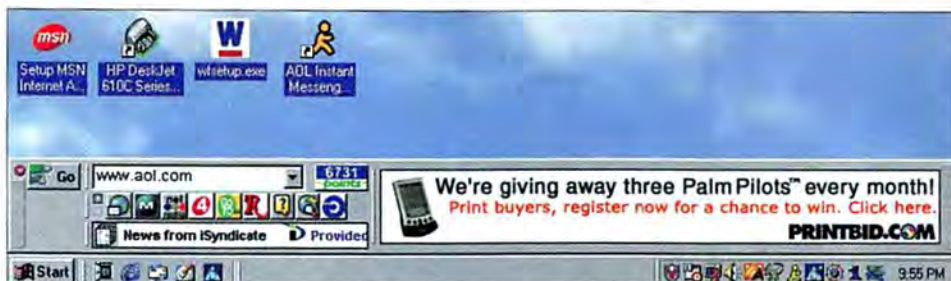 msn
W
Setup MSN Internet A...
HP DeskJet 610C Series...
wtsetup.exe
AOL Instant Messeng...
Go
www.aol.com
6731 points
News from iSyndicate
Provided
We're giving away three Palm Pilots™ every month!
Print buyers, register now for a chance to win. Click here.
PRINTBID.COM
Start
9:55 PM